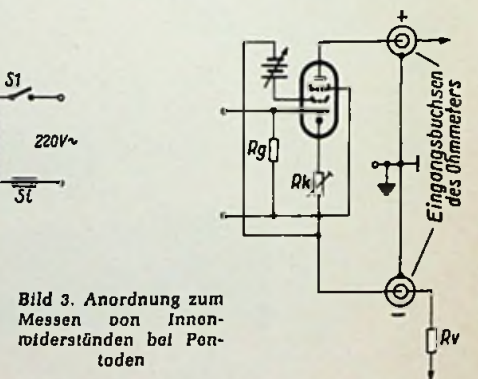 S1
220V~
Si
Rg
Rk
+
Eingangsbuchsen
des Ohmmeters
−
Rv
Bild 3. Anordnung zum
Messen von Innen-
widerständen bei Pen-
toden